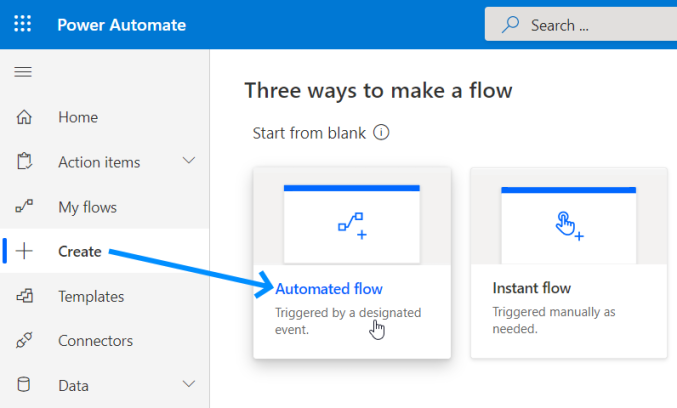 Power Automate
Search ...
Home
Action items
My flows
Create
Templates
Connectors
Data
Three ways to make a flow
Start from blank
Automated flow
Triggered by a designated
event.
Instant flow
Triggered manually as
needed.